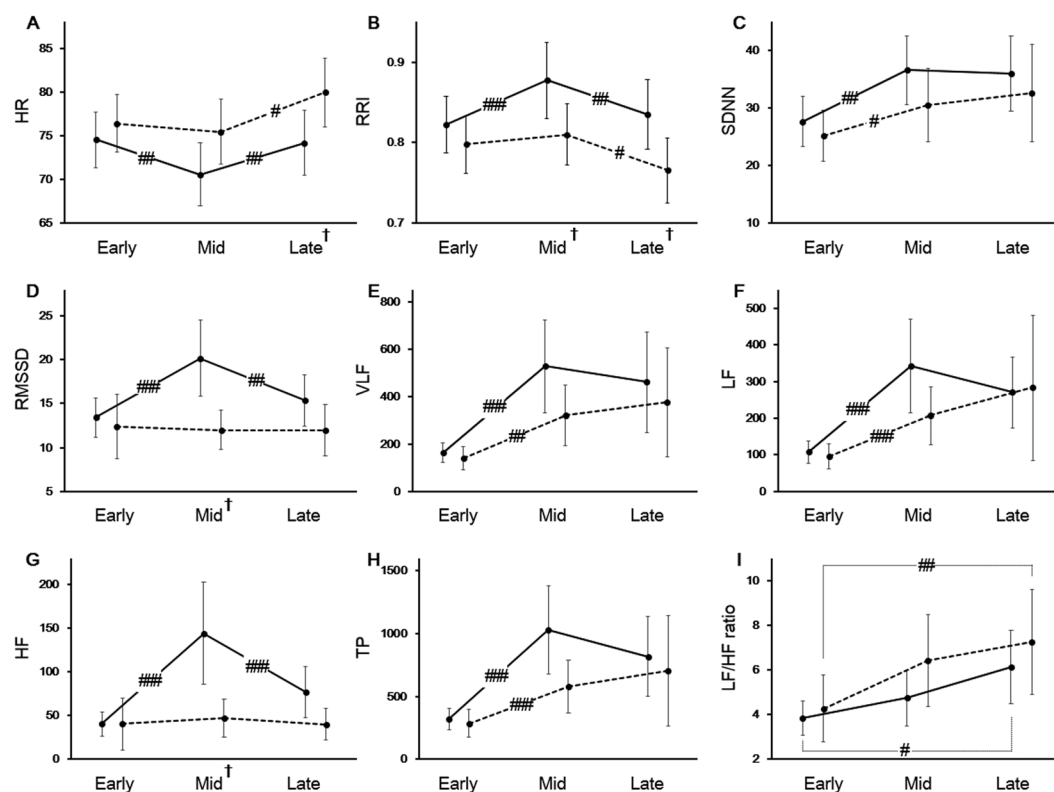 A
HR
85
80
75
70
65
#
##
##
Early
Mid
Late†
B
RRI
0.9
0.8
0.7
###
##
#
Early
Mid†
Late†
C
SDNN
40
30
20
10
##
#
Early
Mid
Late
D
RMSSD
25
20
15
10
5
###
##
Early
Mid†
Late
E
VLF
800
600
400
200
0
###
##
Early
Mid
Late
F
LF
500
400
300
200
100
0
###
###
Early
Mid
Late
G
HF
200
150
100
50
0
###
###
Early
Mid†
Late
H
TP
1500
1000
500
0
###
###
Early
Mid
Late
I
LF/HF ratio
10
8
6
4
2
##
#
Early
Mid
Late